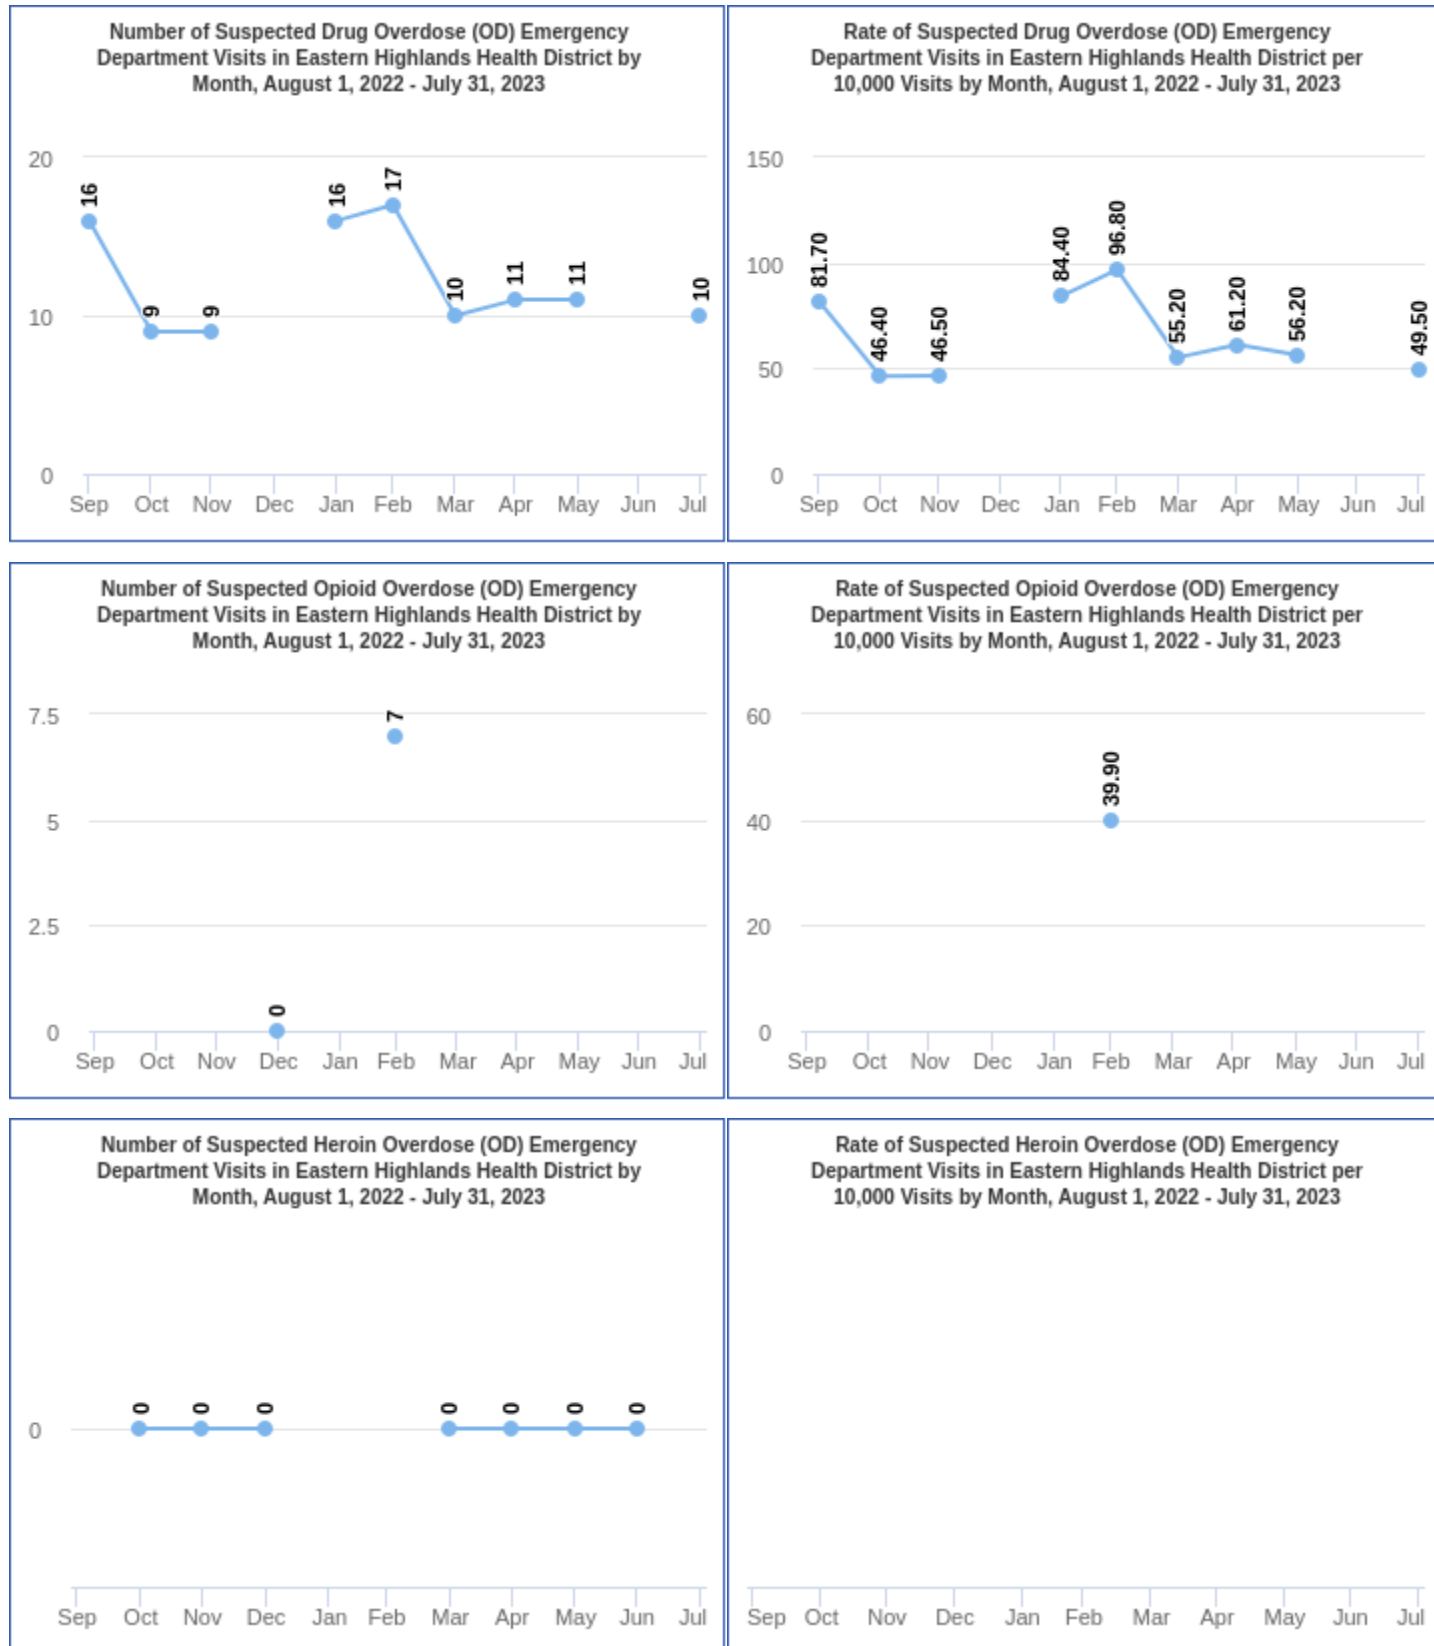 Number of Suspected Drug Overdose (OD) Emergency
Department Visits in Eastern Highlands Health District by
Month, August 1, 2022 - July 31, 2023
20
10
0
16
9
9
16
17
10
11
11
10
Sep Oct Nov Dec Jan Feb Mar Apr May Jun Jul
Rate of Suspected Drug Overdose (OD) Emergency
Department Visits in Eastern Highlands Health District per
10,000 Visits by Month, August 1, 2022 - July 31, 2023
150
100
50
0
81.70
46.40
46.50
84.40
96.80
55.20
61.20
56.20
49.50
Sep Oct Nov Dec Jan Feb Mar Apr May Jun Jul
Number of Suspected Opioid Overdose (OD) Emergency
Department Visits in Eastern Highlands Health District by
Month, August 1, 2022 - July 31, 2023
7.5
5
2.5
0
0
7
Sep Oct Nov Dec Jan Feb Mar Apr May Jun Jul
Rate of Suspected Opioid Overdose (OD) Emergency
Department Visits in Eastern Highlands Health District per
10,000 Visits by Month, August 1, 2022 - July 31, 2023
60
40
20
0
39.90
Sep Oct Nov Dec Jan Feb Mar Apr May Jun Jul
Number of Suspected Heroin Overdose (OD) Emergency
Department Visits in Eastern Highlands Health District by
Month, August 1, 2022 - July 31, 2023
0
0
0
0
0
0
0
0
Sep Oct Nov Dec Jan Feb Mar Apr May Jun Jul
Rate of Suspected Heroin Overdose (OD) Emergency
Department Visits in Eastern Highlands Health District per
10,000 Visits by Month, August 1, 2022 - July 31, 2023
Sep Oct Nov Dec Jan Feb Mar Apr May Jun Jul